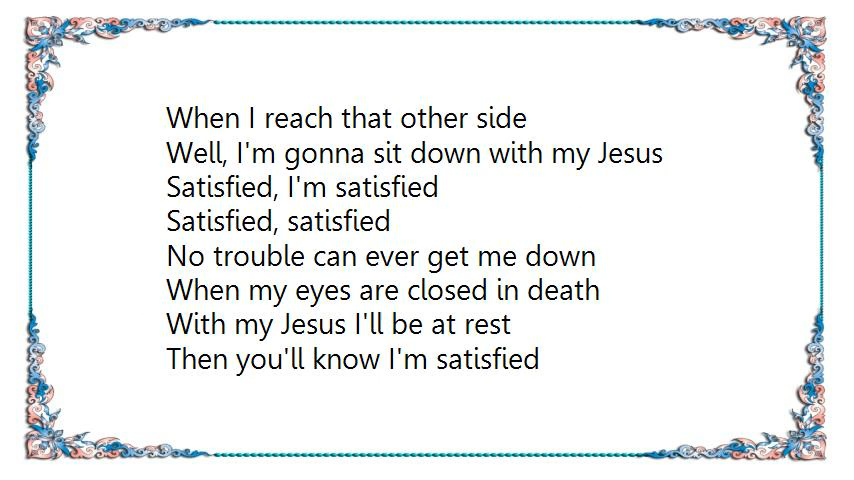 When I reach that other side
Well, I'm gonna sit down with my Jesus
Satisfied, I'm satisfied
Satisfied, satisfied
No trouble can ever get me down
When my eyes are closed in death
With my Jesus I'll be at rest
Then you'll know I'm satisfied